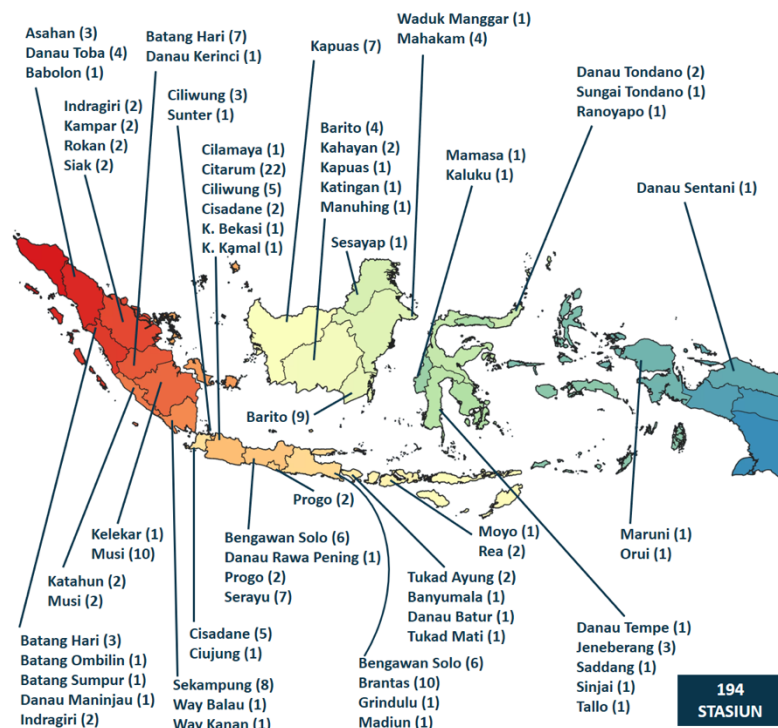 Asahan (3)
Danau Toba (4)
Babolon (1)
Batang Hari (7)
Danau Kerinci (1)
Indragiri (2)
Kampar (2)
Rokan (2)
Siak (2)
Ciliwung (3)
Sunter (1)
Cilamaya (1)
Citarum (22)
Ciliwung (5)
Cisadane (2)
K. Bekasi (1)
K. Kamal (1)
Kapuas (7)
Barito (4)
Kahayan (2)
Kapuas (1)
Katingan (1)
Manuhing (1)
Sesayap (1)
Waduk Manggar (1)
Mahakam (4)
Mamasa (1)
Kaluku (1)
Danau Tondano (2)
Sungai Tondano (1)
Ranoyapo (1)
Danau Sentani (1)
Barito (9)
Progo (2)
Kelekar (1)
Musi (10)
Katahun (2)
Musi (2)
Batang Hari (3)
Batang Ombilin (1)
Batang Sumpur (1)
Danau Maninjau (1)
Indragiri (2)
Cisadane (5)
Ciujung (1)
Sekampung (8)
Way Balau (1)
Way Kanan (1)
Bengawan Solo (6)
Danau Rawa Pening (1)
Progo (2)
Serayu (7)
Bengawan Solo (6)
Brantas (10)
Grindulu (1)
Madiun (1)
Tukad Ayung (2)
Banyumala (1)
Danau Batur (1)
Tukad Mati (1)
Moyo (1)
Rea (2)
Danau Tempe (1)
Jeneberang (3)
Saddang (1)
Sinjai (1)
Tallo (1)
Maruni (1)
Orui (1)
194
STASIUN